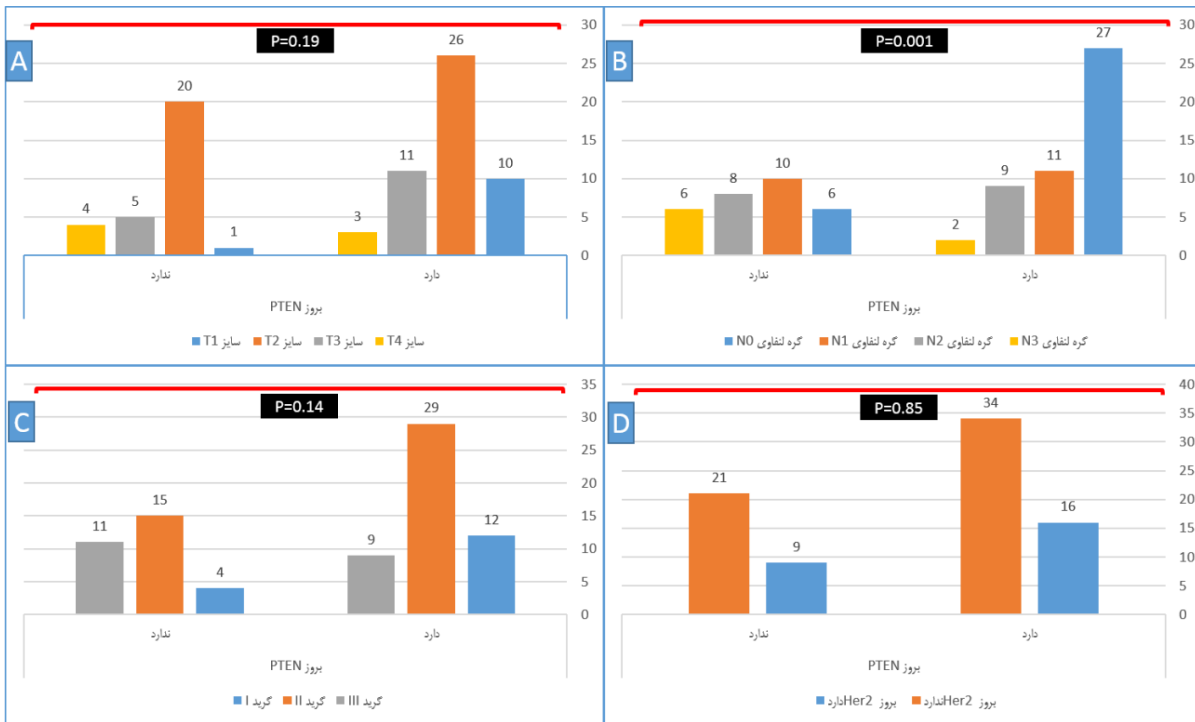 A
P=0.19
30
25
20
15
10
5
0
4
5
20
1
3
11
26
10
ندارد
دارد
بروز PTEN
سایز T1
سایز T2
سایز T3
سایز T4
B
P=0.001
30
25
20
15
10
5
0
6
8
10
6
2
9
11
27
ندارد
دارد
بروز PTEN
گره لنفاوی N0
گره لنفاوی N1
گره لنفاوی N2
گره لنفاوی N3
C
P=0.14
35
30
25
20
15
10
5
0
11
15
4
9
29
12
ندارد
دارد
بروز PTEN
گرید I
گرید II
گرید III
D
P=0.85
40
35
30
25
20
15
10
5
0
21
9
34
16
ندارد
دارد
بروز PTEN
بروز Her2دارد
بروز Her2ندارد